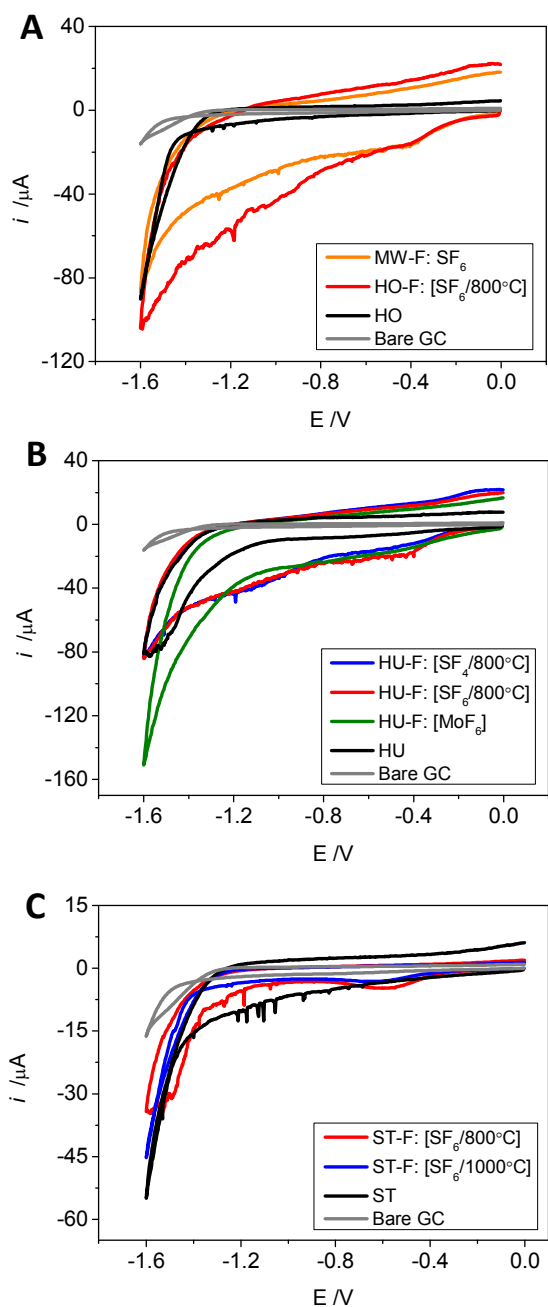 A
40
0
-40
-80
-120
i /μA
MW-F: SF₆
HO-F: [SF₆/800°C]
HO
Bare GC
-1.6 -1.2 -0.8 -0.4 0.0
E /V
B
40
0
-40
-80
-120
-160
i /μA
HU-F: [SF₄/800°C]
HU-F: [SF₆/800°C]
HU-F: [MoF₆]
HU
Bare GC
-1.6 -1.2 -0.8 -0.4 0.0
E /V
C
15
0
-15
-30
-45
-60
i /μA
ST-F: [SF₆/800°C]
ST-F: [SF₆/1000°C]
ST
Bare GC
-1.6 -1.2 -0.8 -0.4 0.0
E /V